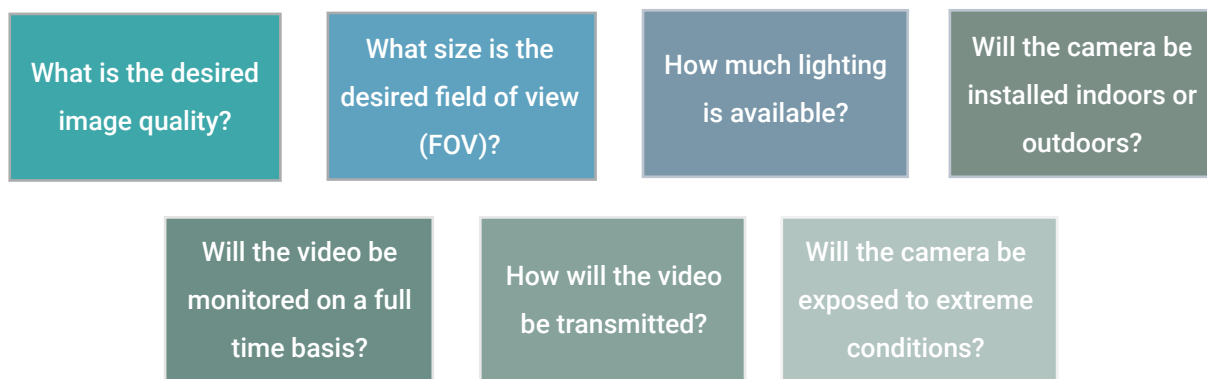 What is the desired
image quality?
What size is the
desired field of view
(FOV)?
How much lighting
is available?
Will the camera be
installed indoors or
outdoors?
Will the video be
monitored on a full
time basis?
How will the video
be transmitted?
Will the camera be
exposed to extreme
conditions?